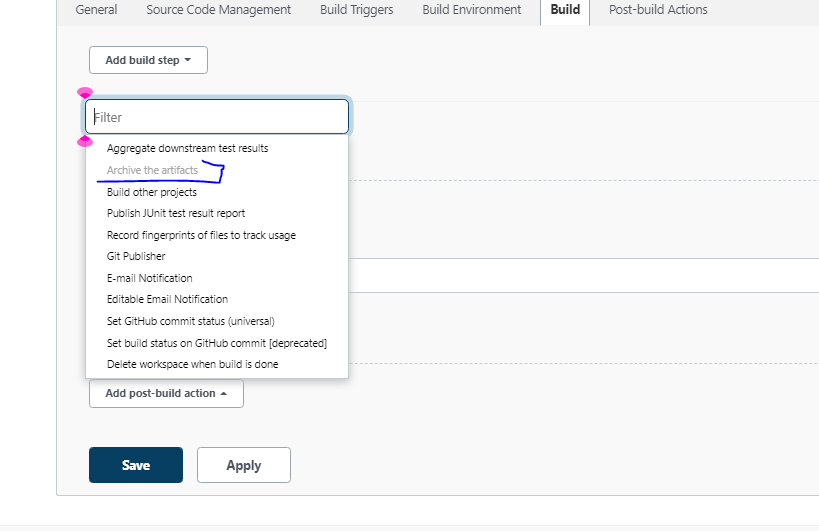 General Source Code Management Build Triggers Build Environment Build Post-build Actions
Add build step
Filter
Aggregate downstream test results
Archive the artifacts
Build other projects
Publish JUnit test result report
Record fingerprints of files to track usage
Git Publisher
E-mail Notification
Editable Email Notification
Set GitHub commit status (universal)
Set build status on GitHub commit [deprecated]
Delete workspace when build is done
Add post-build action
Save Apply